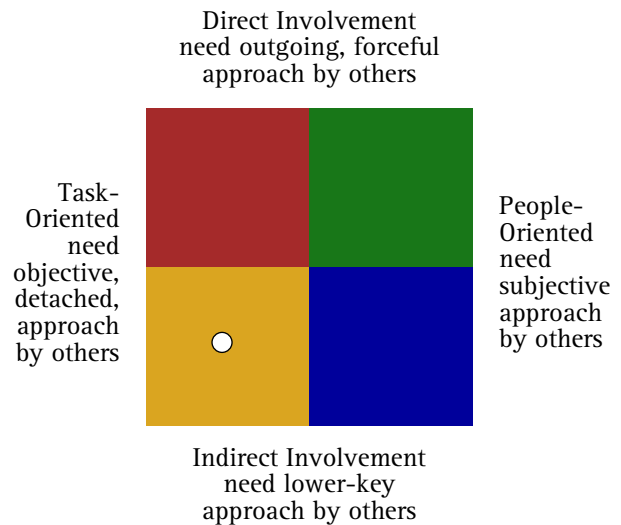 Direct Involvement
need outgoing, forceful
approach by others
Task-
Oriented
need
objective,
detached,
approach
by others
People-
Oriented
need
subjective
approach
by others
Indirect Involvement
need lower-key
approach by others